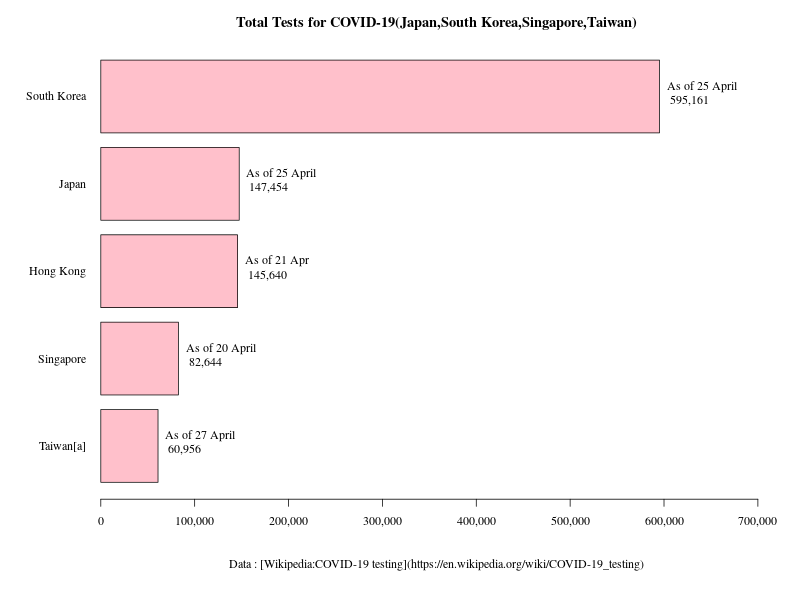 Total Tests for COVID-19(Japan,South Korea,Singapore,Taiwan)
South Korea
As of 25 April
595,161
Japan
As of 25 April
147,454
Hong Kong
As of 21 Apr
145,640
Singapore
As of 20 April
82,644
Taiwan[a]
As of 27 April
60,956
0 100,000 200,000 300,000 400,000 500,000 600,000 700,000
Data : [Wikipedia:COVID-19 testing](https://en.wikipedia.org/wiki/COVID-19_testing)